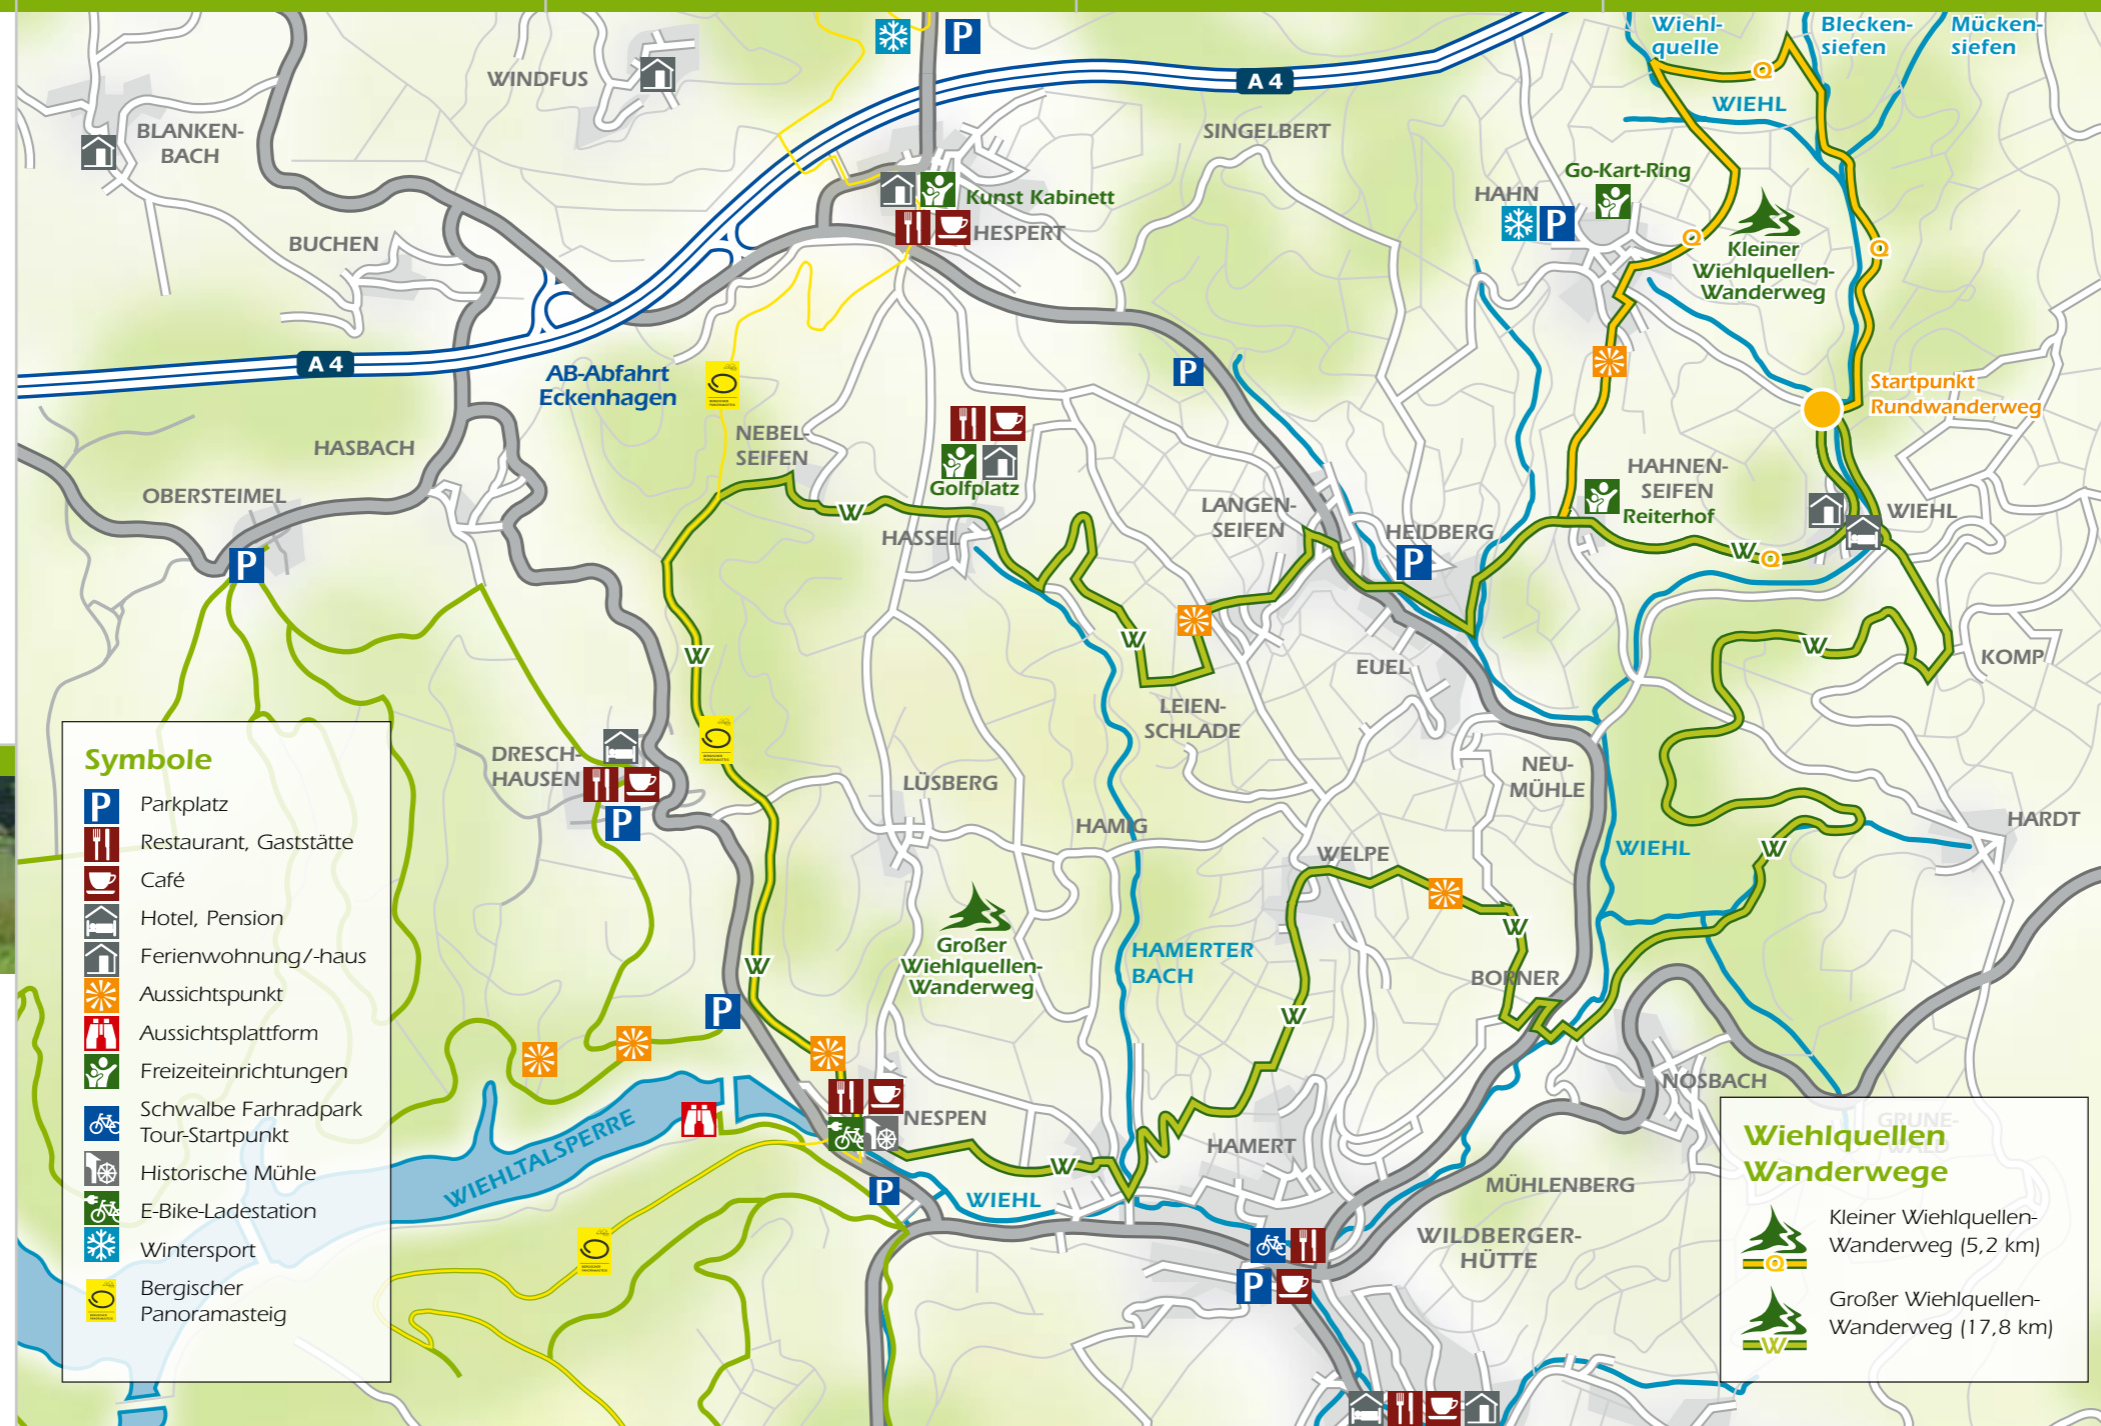 Wiehl-
quelle
Blecken-
siefen
Mücken-
siefen
WINDFUS
A 4
WIEHL
BLANKEN-
BACH
SINGELBERT
Go-Kart-Ring
HAHN
Kunst Kabinett
HESPERT
BUCHEN
Kleiner
Wiehlquellen-
Wanderweg
A 4
AB-Abfahrt
Eckenhagen
Startpunkt
Rundwanderweg
NEBEL-
SEIFEN
HASBACH
OBERSTEIMEL
Golfplatz
HASSEL
LANGEN-
SEIFEN
HEIDBERG
HAHNEN-
SEIFEN
Reiterhof
WIEHL
KOMP
EUEL
LEIEN-
SCHLADE
DRESCH-
HAUSEN
LÜSBERG
HAMIG
NEU-
MÜHLE
HARDT
WIEHL
WELPE
Großer
Wiehlquellen-
Wanderweg
HAMERTER
BACH
BORNER
NOSBACH
NESPEN
HAMERT
WIEHLTALSPERRE
WIEHL
MÜHLENBERG
WILDBERGER-
HÜTTE
GRUNE-
WALD
P
P
P
P
P
P
P
P
P
Q
Q
Q
Q
W
W
W
W
W
W
W
W
W
W
Symbole
P Parkplatz
Restaurant, Gaststätte
Café
Hotel, Pension
Ferienwohnung/-haus
Aussichtspunkt
Aussichtsplattform
Freizeiteinrichtungen
Schwalbe Farhradpark
Tour-Startpunkt
Historische Mühle
E-Bike-Ladestation
Wintersport
Bergischer
Panoramasteig
Wiehlquellen
Wanderwege
Kleiner Wiehlquellen-
Wanderweg (5,2 km)
Q
Großer Wiehlquellen-
Wanderweg (17,8 km)
W